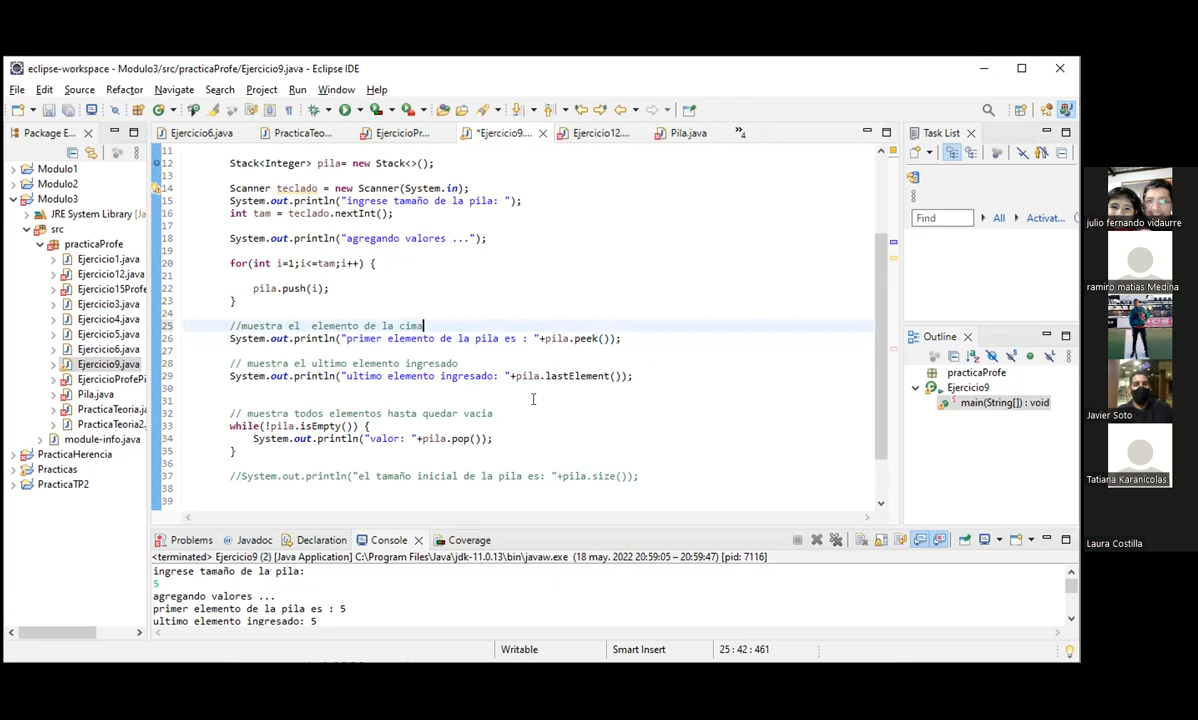 eclipse-workspace - Modulo3/src/practicaProfe/Ejercicio9.java - Eclipse IDE
File Edit Source Refactor Navigate Search Project Run Window Help
Package E...
Ejercicio6.java
PracticaTeo...
EjercicioPr...
*Ejercicio9....
Ejercicio12....
Pila.java
4
Task List
Modulo1
Modulo2
Modulo3
JRE System Library [Ja
src
practicaProfe
Ejercicio1.java
Ejercicio12.java
Ejercicio15Profe
Ejercicio3.java
Ejercicio4.java
Ejercicio5.java
Ejercicio6.java
Ejercicio9.java
EjercicioProfePi
Pila.java
PracticaTeoria.ja
PracticaTeoria2.
module-info.java
PracticaHerencia
Practicas
PracticaTP2
11
12 Stack<Integer> pila= new Stack<>();
13
14 Scanner teclado = new Scanner(System.in);
15 System.out.println("ingrese tamaño de la pila: ");
16 int tam = teclado.nextInt();
17
18 System.out.println("agregando valores ...");
19
20 for(int i=1;i<=tam;i++) {
21
22 pila.push(i);
23 }
24
25 //muestra el  elemento de la cima
26 System.out.println("primer elemento de la pila es : "+pila.peek());
27
28 // muestra el ultimo elemento ingresado
29 System.out.println("ultimo elemento ingresado: "+pila.lastElement());
30
31
32 // muestra todos elementos hasta quedar vacia
33 while(!pila.isEmpty()) {
34 System.out.println("valor: "+pila.pop());
35 }
36
37 //System.out.println("el tamaño inicial de la pila es: "+pila.size());
38
39
Find
All
Activat...
Outline
practicaProfe
Ejercicio9
main(String[]) : void
Problems Javadoc Declaration Console Coverage
<terminated> Ejercicio9 (2) [Java Application] C:\Program Files\Java\jdk-11.0.13\bin\javaw.exe (18 may. 2022 20:59:05 – 20:59:47) [pid: 7116]
ingrese tamaño de la pila:
5
agregando valores ...
primer elemento de la pila es : 5
ultimo elemento ingresado: 5
Writable
Smart Insert
25 : 42 : 461
julio fernando vidaurre
ramiro matias Medina
Javier Soto
Tatiana Karanicolas
Laura Costilla